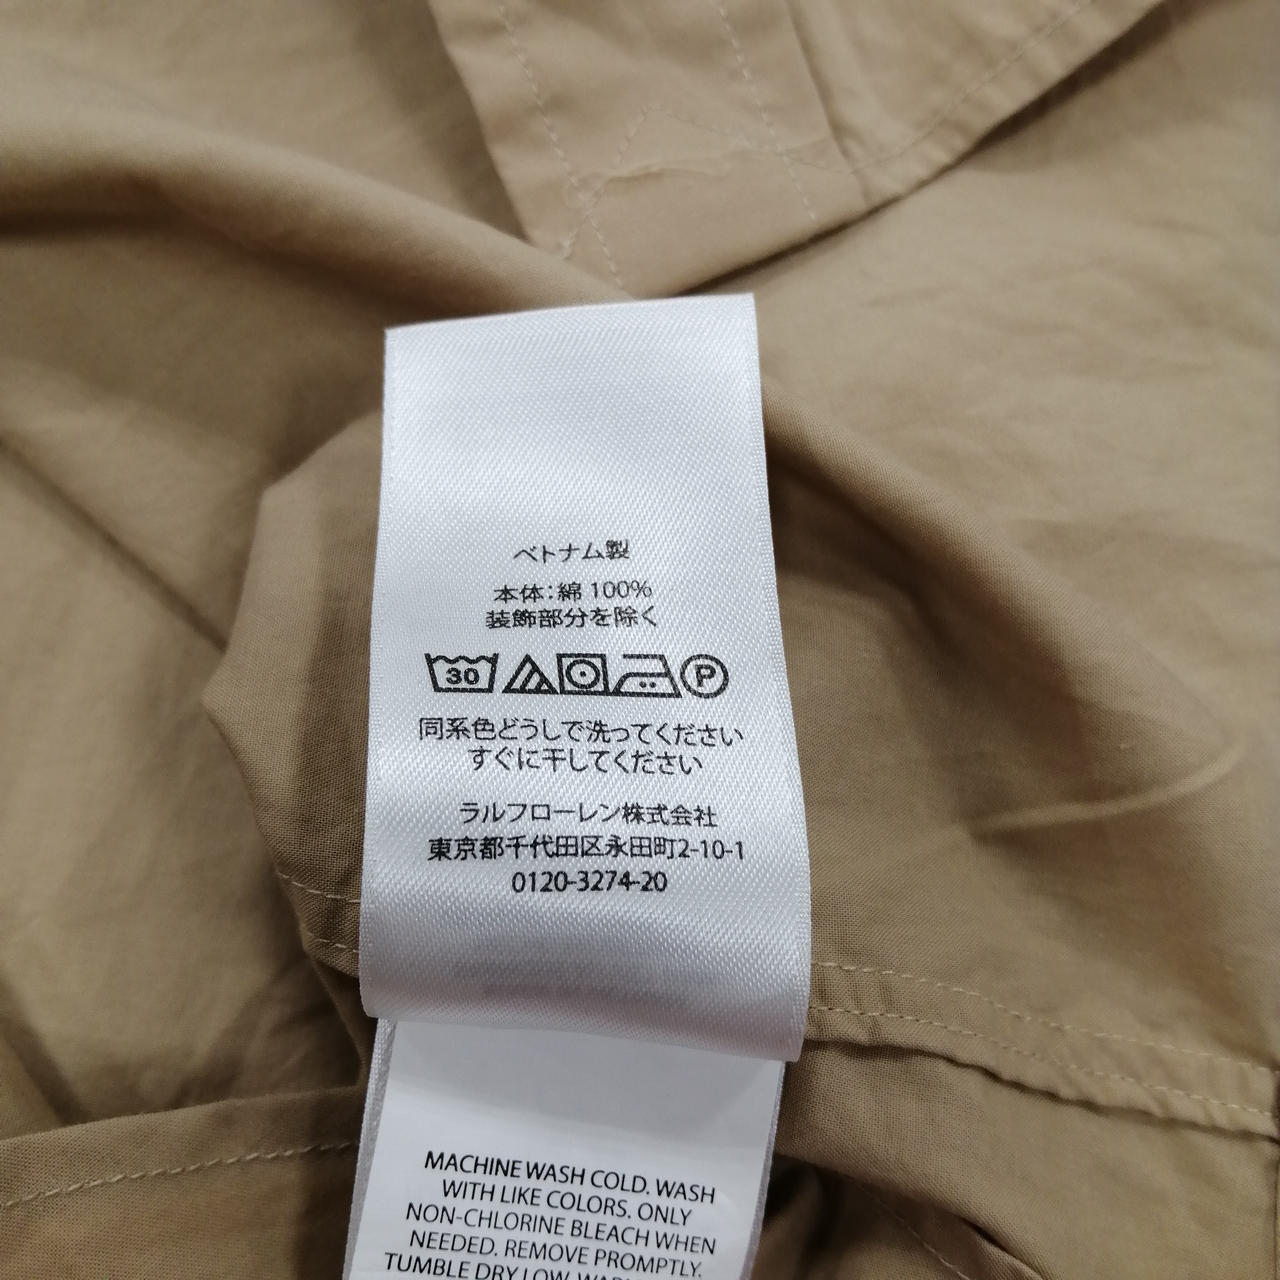 ベトナム製
本体：綿 100%
装飾部分を除く
30 P
同系色どうしで洗ってください
すぐに干してください
ラルフローレン株式会社
東京都千代田区永田町2-10-1
0120-3274-20
MACHINE WASH COLD. WASH
WITH LIKE COLORS. ONLY
NON-CHLORINE BLEACH WHEN
NEEDED. REMOVE PROMPTLY.
TUMBLE DRY LOW.